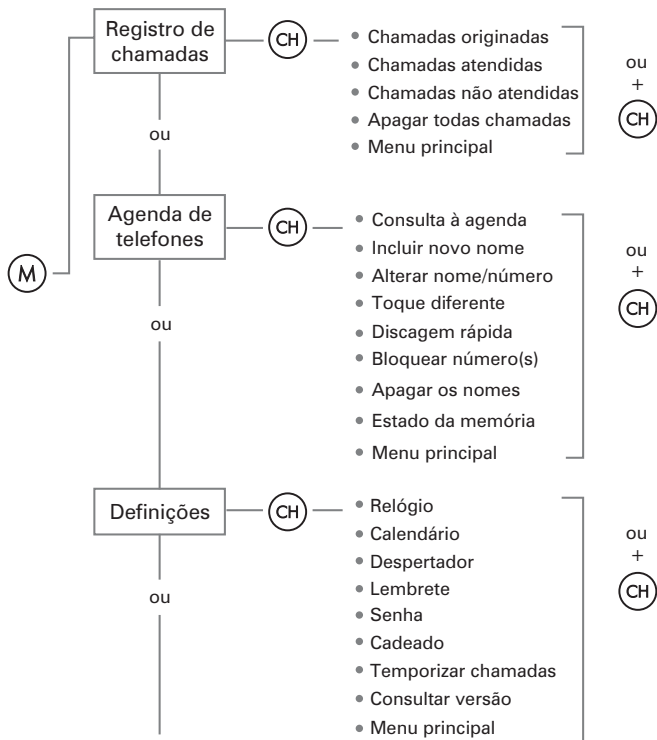 Registro de
chamadas
CH
Chamadas originadas
Chamadas atendidas
Chamadas não atendidas
Apagar todas chamadas
Menu principal
ou
+
CH
ou
Agenda de
telefones
CH
Consulta à agenda
Incluir novo nome
Alterar nome/número
Toque diferente
Discagem rápida
Bloquear número(s)
Apagar os nomes
Estado da memória
Menu principal
ou
+
CH
M
ou
Definições
CH
Relógio
Calendário
Despertador
Lembrete
Senha
Cadeado
Temporizar chamadas
Consultar versão
Menu principal
ou
+
CH
ou